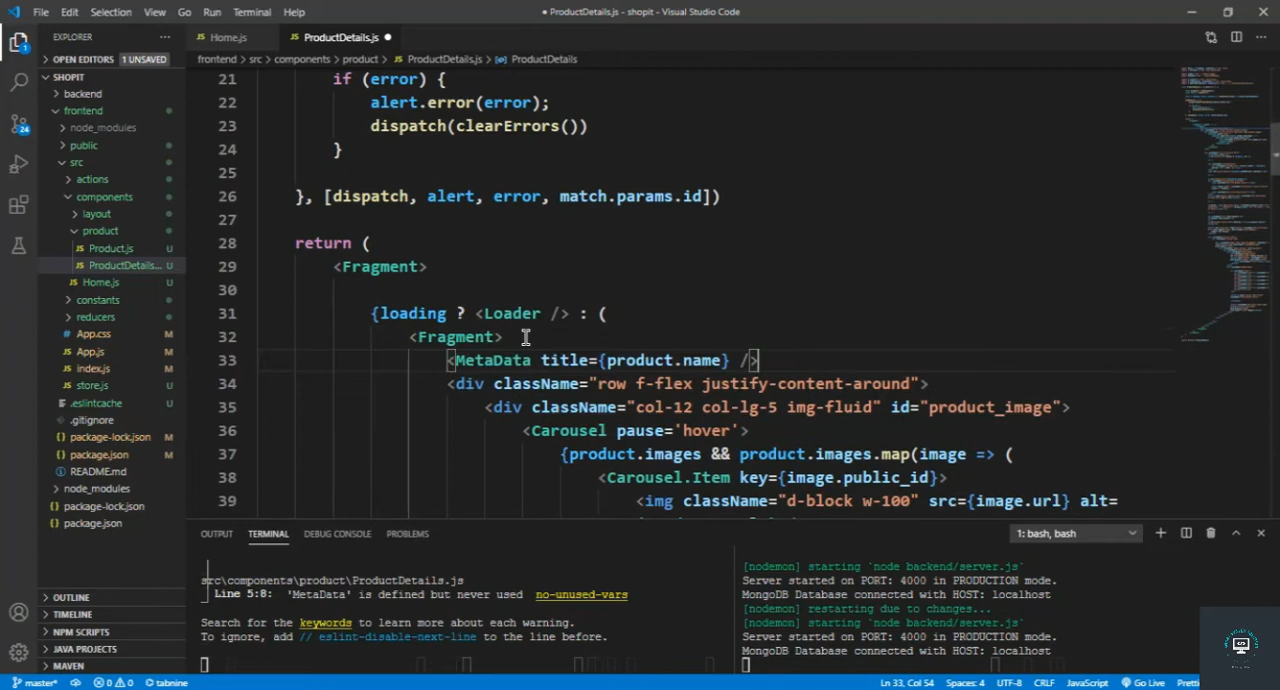 File Edit Selection View Go Run Terminal Help
● ProductDetails.js - shopit - Visual Studio Code
EXPLORER
OPEN EDITORS 1 UNSAVED
SHOPIT
backend
frontend
node_modules
public
src
actions
components
layout
product
Product.js U
ProductDetails... U
Home.js U
constants
reducers
App.css M
App.js M
index.js M
store.js U
.eslintcache U
.gitignore
package-lock.json M
package.json M
README.md
node_modules
package-lock.json
package.json
OUTLINE
TIMELINE
NPM SCRIPTS
JAVA PROJECTS
MAVEN
Home.js
ProductDetails.js ●
frontend > src > components > product > ProductDetails.js > ProductDetails
21 if (error) {
22 alert.error(error);
23 dispatch(clearErrors())
24 }
25
26 }, [dispatch, alert, error, match.params.id])
27
28 return (
29 <Fragment>
30
31 {loading ? <Loader /> : (
32 <Fragment>
33 <MetaData title={product.name} />
34 <div className="row f-flex justify-content-around">
35 <div className="col-12 col-lg-5 img-fluid" id="product_image">
36 <Carousel pause='hover'>
37 {product.images && product.images.map(image => (
38 <Carousel.Item key={image.public_id}>
39 <img className="d-block w-100" src={image.url} alt=
OUTPUT TERMINAL DEBUG CONSOLE PROBLEMS
1: bash, bash
src\components\product\ProductDetails.js
Line 5:8: 'MetaData' is defined but never used no-unused-vars
Search for the keywords to learn more about each warning.
To ignore, add // eslint-disable-next-line to the line before.
[nodemon] starting `node backend/server.js`
Server started on PORT: 4000 in PRODUCTION mode.
MongoDB Database connected with HOST: localhost
[nodemon] restarting due to changes...
[nodemon] starting `node backend/server.js`
Server started on PORT: 4000 in PRODUCTION mode.
MongoDB Database connected with HOST: localhost
1
24
master* 0 0 tabnine
Ln 33, Col 54 Spaces: 4 UTF-8 CRLF JavaScript Go Live Pretti